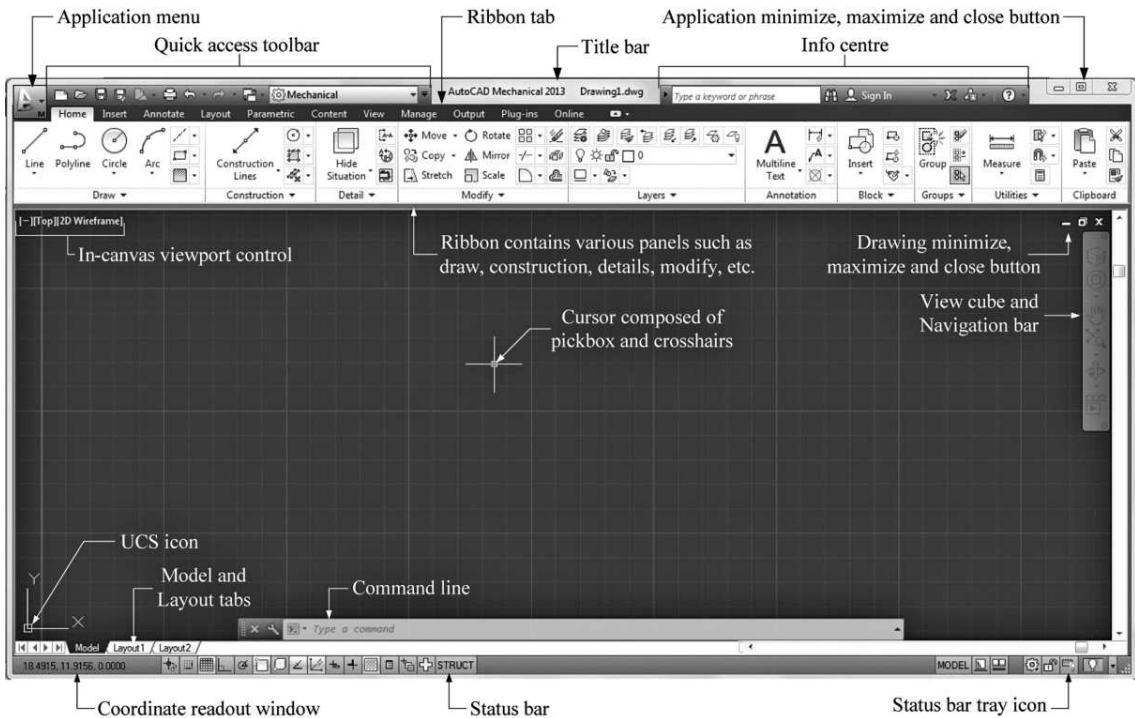 Application menu
Ribbon tab
Application minimize, maximize and close button
Quick access toolbar
Title bar
Info centre
Mechanical
AutoCAD Mechanical 2013 Drawing1.dwg
Type a keyword or phrase
Sign In
M
Home Insert Annotate Layout Parametric Content View Manage Output Plug-ins Online
Line
Polyline
Circle
Arc
Construction
Lines
Hide
Situation
Move
Rotate
Copy
Mirror
Stretch
Scale
0
A
Multiline
Text
Insert
Group
Measure
Paste
Draw
Construction
Detail
Modify
Layers
Annotation
Block
Groups
Utilities
Clipboard
[−][Top][2D Wireframe]
In-canvas viewport control
Ribbon contains various panels such as
draw, construction, details, modify, etc.
Drawing minimize,
maximize and close button
View cube and
Navigation bar
Cursor composed of
pickbox and crosshairs
UCS icon
Y
X
Model and
Layout tabs
Command line
Type a command
Model Layout1 Layout2
18.4915, 11.9156, 0.0000
STRUCT
MODEL
Coordinate readout window
Status bar
Status bar tray icon